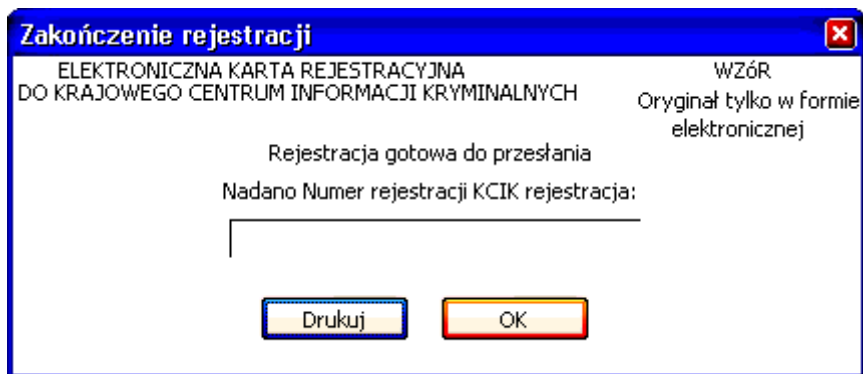 Zakończenie rejestracji
ELEKTRONICZNA KARTA REJESTRACYJNA
DO KRAJOWEGO CENTRUM INFORMACJI KRYMINALNYCH
WZóR
Oryginał tylko w formie
elektronicznej
Rejestracja gotowa do przesłania
Nadano Numer rejestracji KCIK rejestracja:
Drukuj
OK